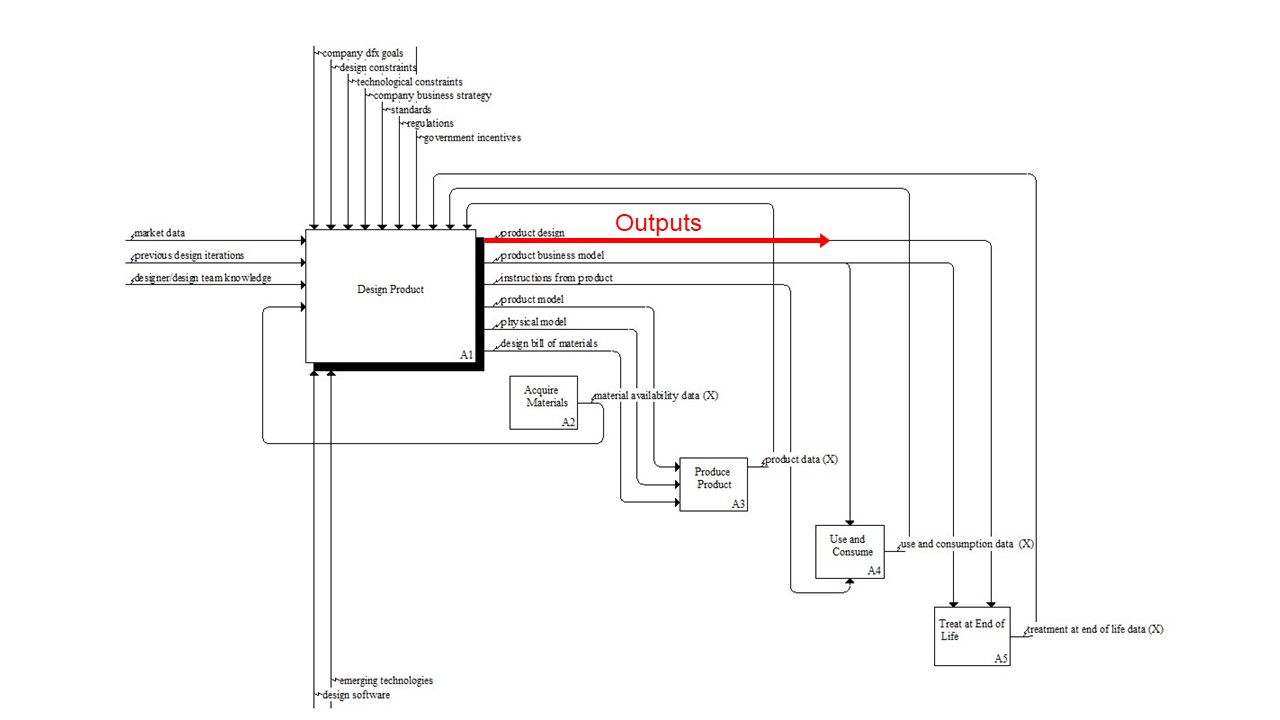 company dfx goals
design constraints
technological constraints
company business strategy
standards
regulations
government incentives
Outputs
market data
product design
previous design iterations
product business model
designer/design team knowledge
instructions from product
Design Product
product model
physical model
design bill of materials
A1
Acquire
Materials
A2
material availability data (X)
product data (X)
Produce
Product
A3
Use and
Consume
A4
use and consumption data (X)
Treat at End of
Life
A5
treatment at end of life data (X)
emerging technologies
design software